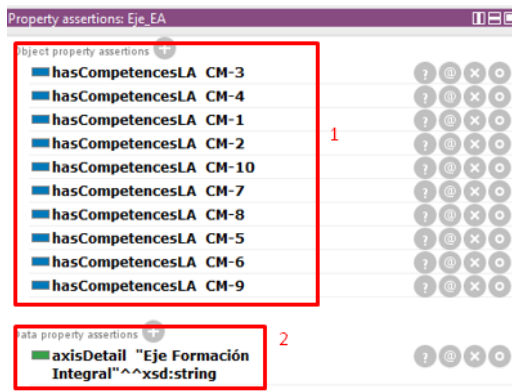 Property assertions: Eje_EA
Object property assertions
hasCompetencesLA CM-3
hasCompetencesLA CM-4
hasCompetencesLA CM-1
hasCompetencesLA CM-2
hasCompetencesLA CM-10
hasCompetencesLA CM-7
hasCompetencesLA CM-8
hasCompetencesLA CM-5
hasCompetencesLA CM-6
hasCompetencesLA CM-9
1
Data property assertions
2
axisDetail "Eje Formación
Integral"^^xsd:string